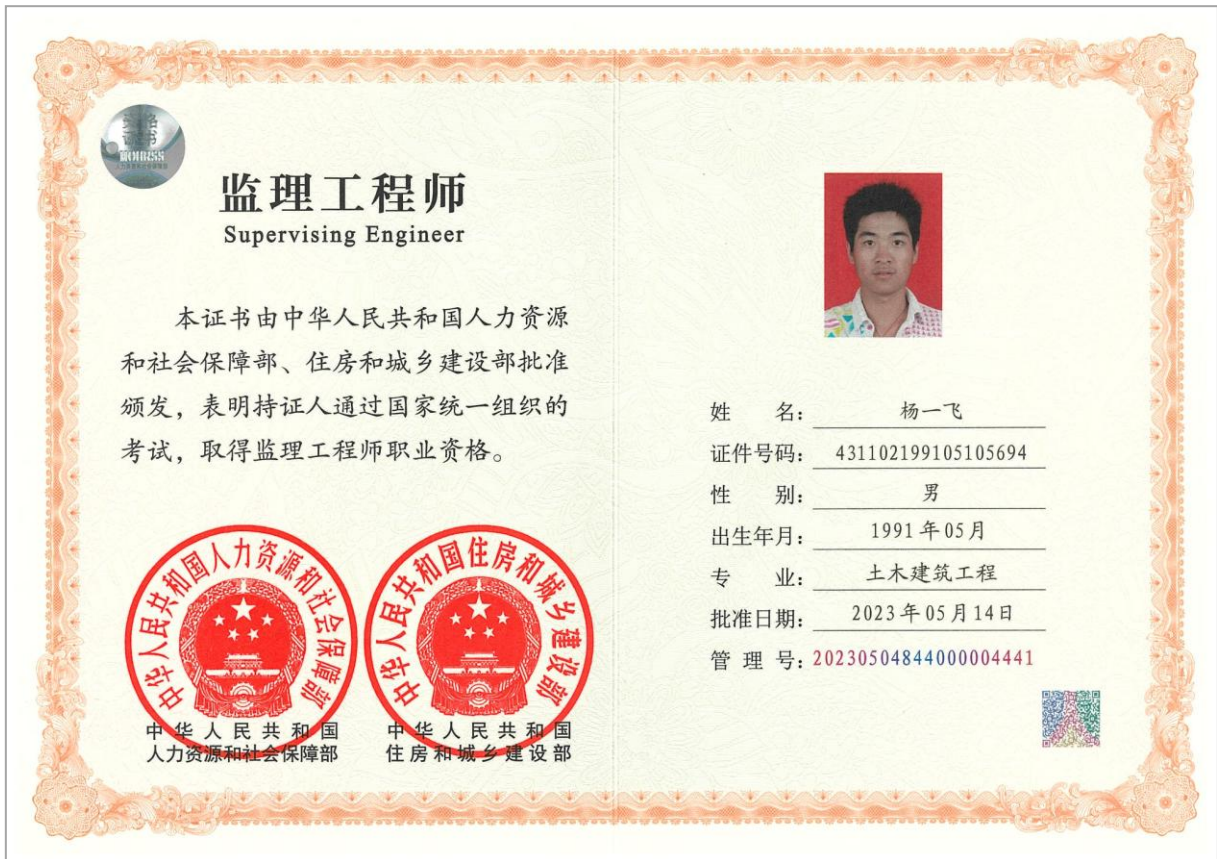 资格
证书
MOHRSS
监理工程师
Supervising Engineer
本证书由中华人民共和国人力资源
和社会保障部、住房和城乡建设部批准
颁发，表明持证人通过国家统一组织的
考试，取得监理工程师职业资格。
中华人民共和国人力资源和社会保障部
中华人民共和国
人力资源和社会保障部
中华人民共和国住房和城乡建设部
中华人民共和国
住房和城乡建设部
姓 名： 杨一飞
证件号码： 431102199105105694
性 别： 男
出生年月： 1991年05月
专 业： 土木建筑工程
批准日期： 2023年05月14日
管 理 号：20230504844000004441